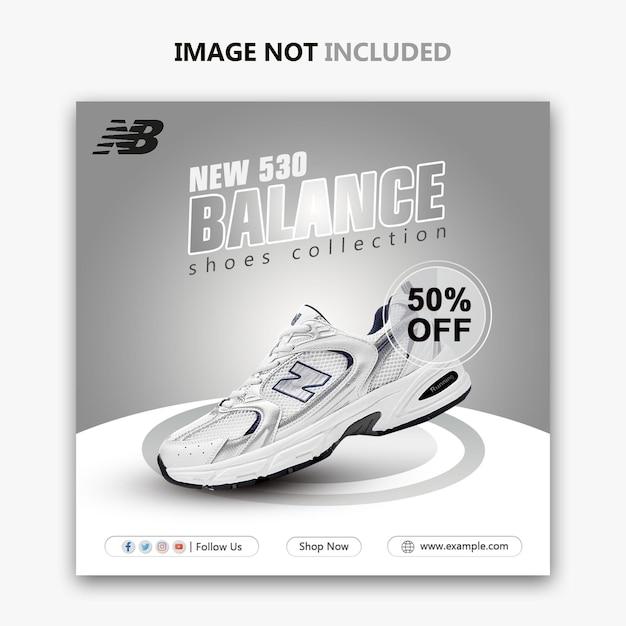 IMAGE NOT INCLUDED
NB
NEW 530
BALANCE
shoes collection
50%
OFF
N
Running
| Follow Us
Shop Now
www.example.com